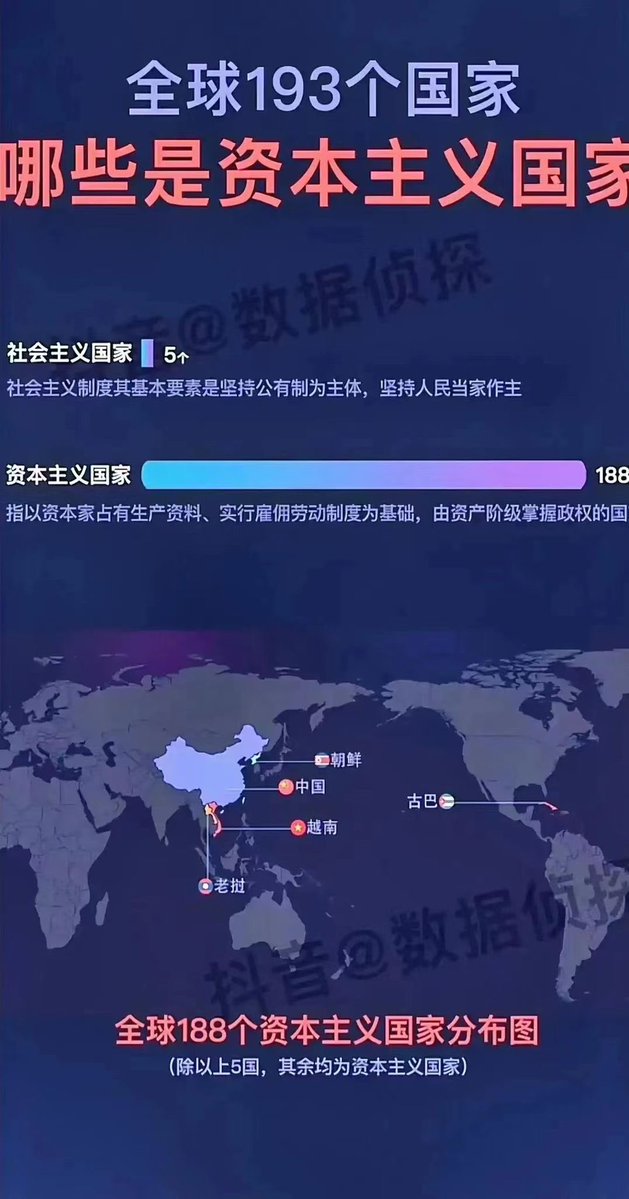 全球193个国家
哪些是资本主义国家
抖音@数据侦探
社会主义国家 5个
社会主义制度其基本要素是坚持公有制为主体，坚持人民当家作主
资本主义国家 188
指以资本家占有生产资料、实行雇佣劳动制度为基础，由资产阶级掌握政权的国
朝鲜
中国
古巴
越南
老挝
抖音@数据侦探
全球188个资本主义国家分布图
（除以上5国，其余均为资本主义国家）